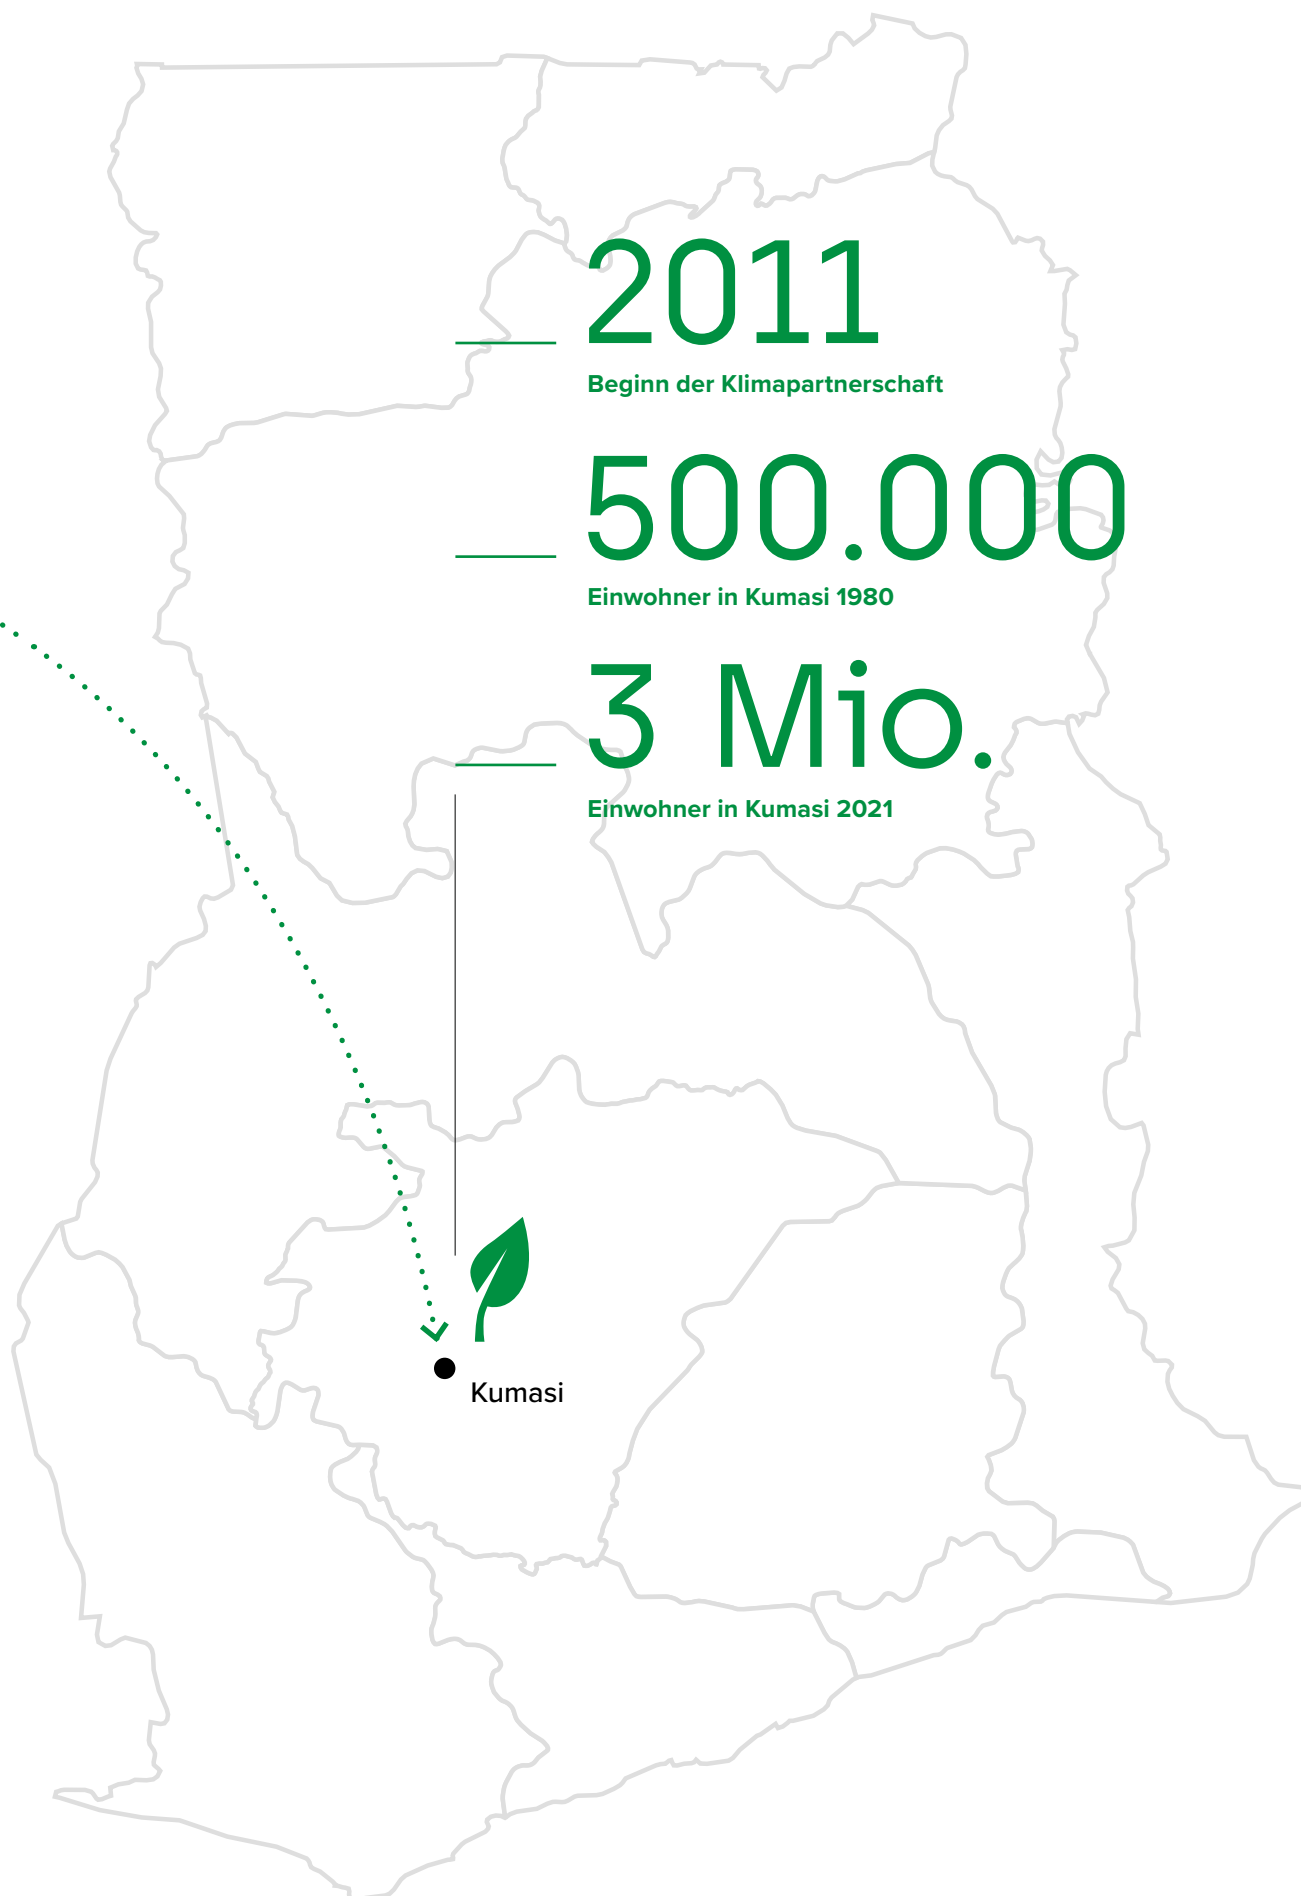 2011
Beginn der Klimapartnerschaft
500.000
Einwohner in Kumasi 1980
3 Mio.
Einwohner in Kumasi 2021
Kumasi